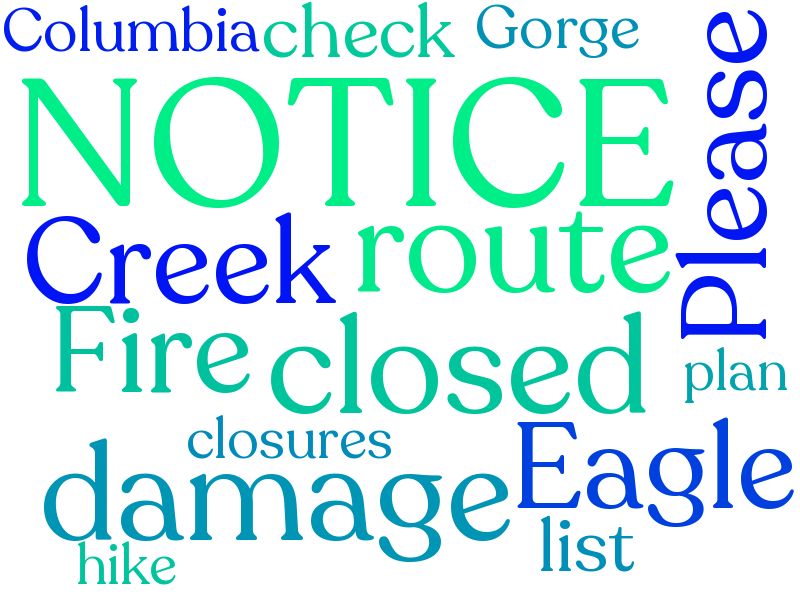 Columbia check Gorge
Please
NOTICE
Creek route
Fire closed
plan
closures
damage Eagle
list
hike